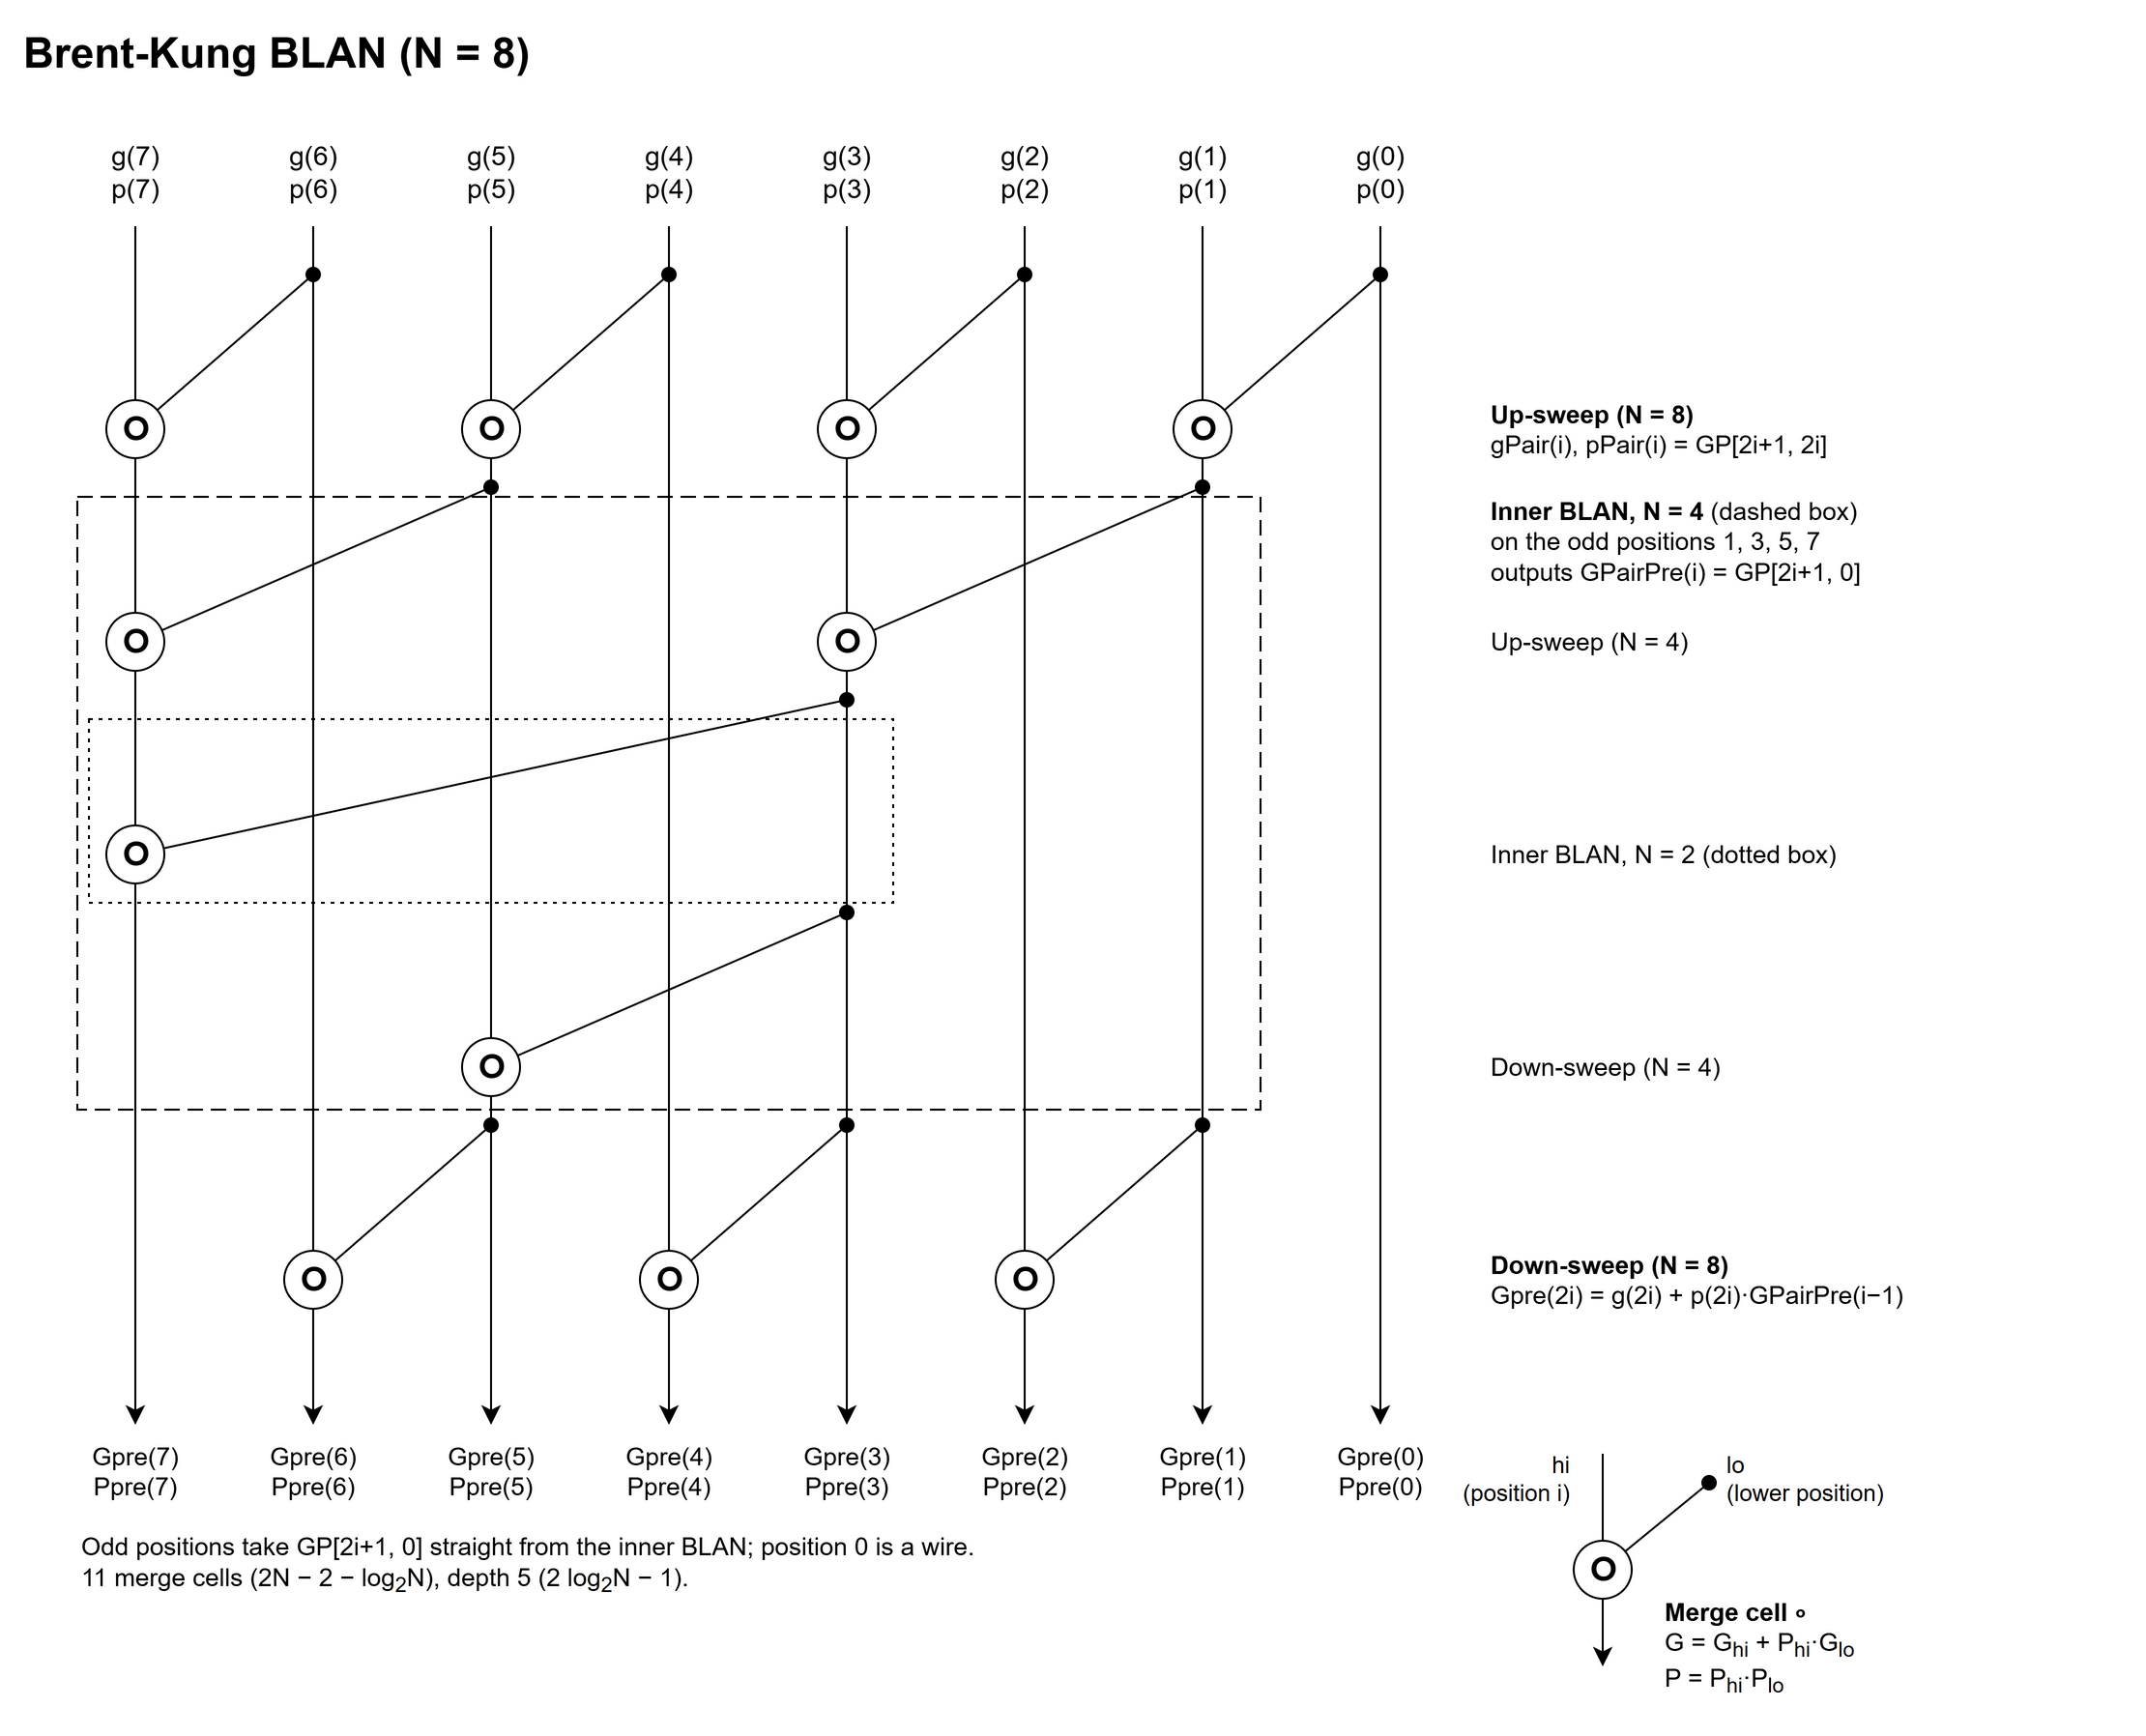 Brent-Kung BLAN (N = 8)
g(7) g(6) g(5) g(4) g(3) g(2) g(1) g(0)
p(7) p(6) p(5) p(4) p(3) p(2) p(1) p(0)
Up-sweep (N = 8)
gPair(i), pPair(i) = GP[2i+1, 2i]
Inner BLAN, N = 4 (dashed box)
on the odd positions 1, 3, 5, 7
outputs GPairPre(i) = GP[2i+1, 0]
Up-sweep (N = 4)
Inner BLAN, N = 2 (dotted box)
Down-sweep (N = 4)
Down-sweep (N = 8)
Gpre(2i) = g(2i) + p(2i)·GPairPre(i−1)
Gpre(7) Gpre(6) Gpre(5) Gpre(4) Gpre(3) Gpre(2) Gpre(1) Gpre(0)
Ppre(7) Ppre(6) Ppre(5) Ppre(4) Ppre(3) Ppre(2) Ppre(1) Ppre(0)
hi
(position i)
lo
(lower position)
Odd positions take GP[2i+1, 0] straight from the inner BLAN; position 0 is a wire.
11 merge cells (2N − 2 − log₂N), depth 5 (2 log₂N − 1).
Merge cell ∘
G = Ghi + Phi·Glo
P = Phi·Plo